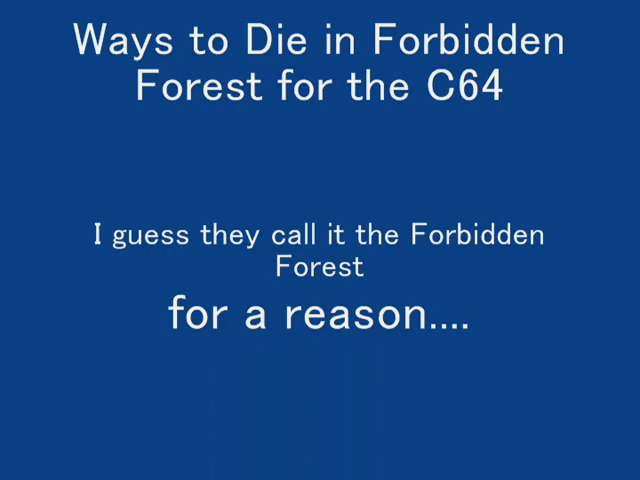 Ways to Die in Forbidden
Forest for the C64
I guess they call it the Forbidden
Forest
for a reason....